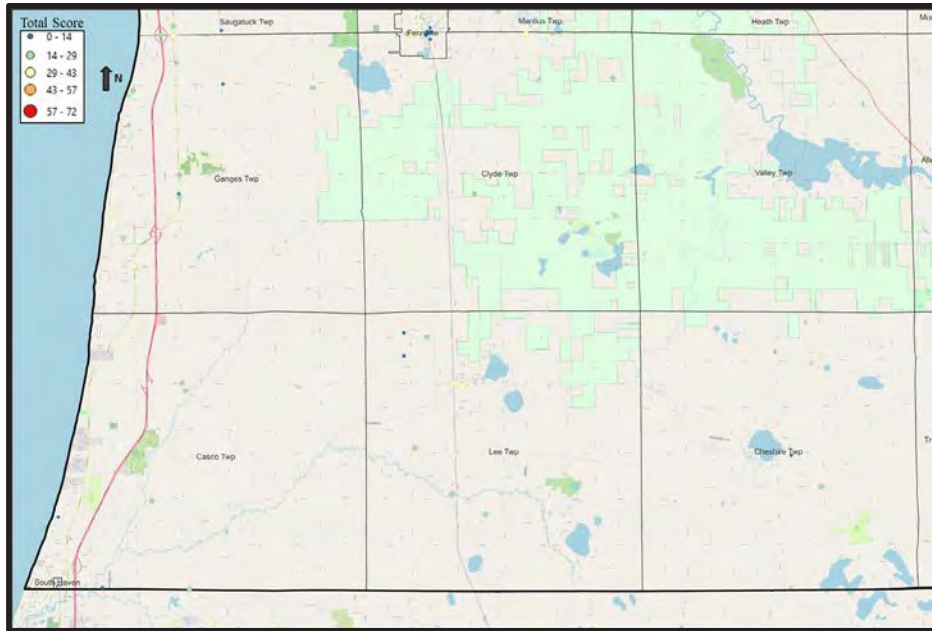 Total Score
0 - 14
14 - 29
29 - 43
43 - 57
57 - 72
N
Saugatuck Twp
Manlius Twp
Heath Twp
Ganges Twp
Clyde Twp
Valley Twp
Casco Twp
Lee Twp
Cheshire Twp
South Haven